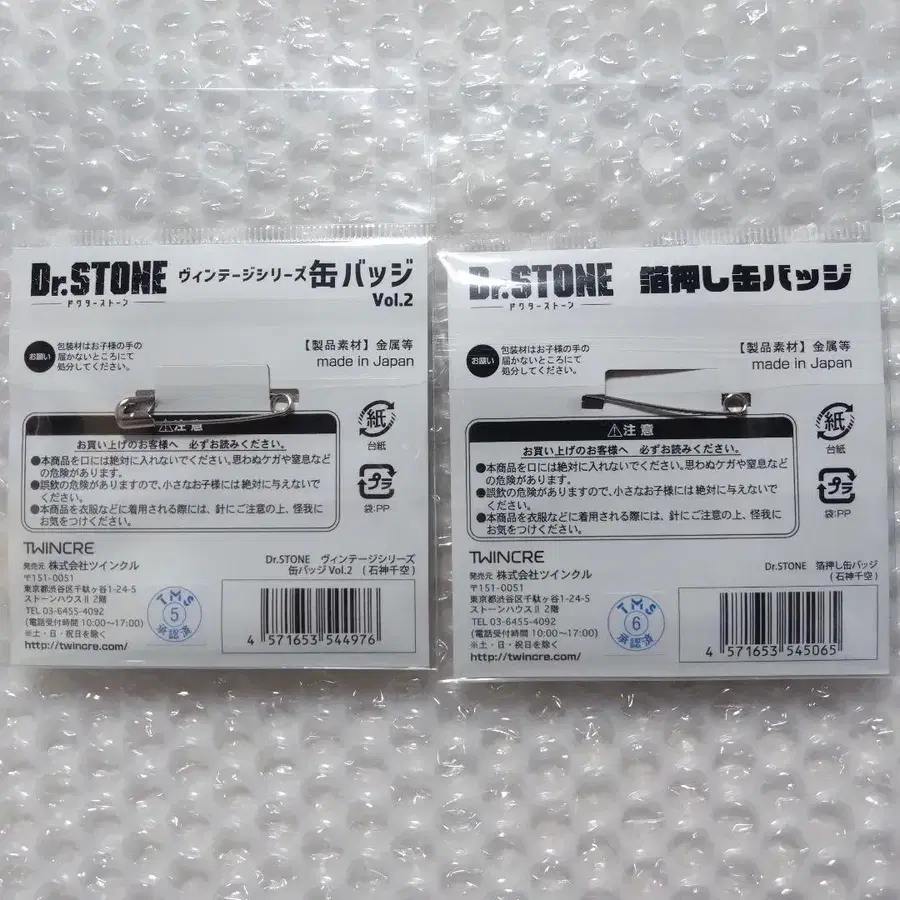 Dr.STONE ヴィンテージシリーズ 缶バッジ
ドクターストーン
Vol.2
お願い
包装材はお子様の手の
届かないところにて
処分してください。
【製品素材】金属等
made in Japan
⚠注意
お買い上げのお客様へ 必ずお読みください。
●本商品を口には絶対に入れないでください。思わぬケガや窒息など
の危険があります。
●誤飲の危険がありますので、小さなお子様には絶対に与えないで
ください。
●本商品を衣服などに着用される際には、針にご注意の上、怪我に
お気をつけください。
紙
台紙
プラ
袋:PP
TWINCRE
発売元 株式会社ツインクル
〒151-0051
東京都渋谷区千駄ヶ谷1-24-5
ストーンハウスⅡ 2階
TEL 03-6455-4092
(電話受付時間 10:00〜17:00)
※土・日・祝日を除く
http://twincre.com/
TMS
5
承認済
Dr.STONE ヴィンテージシリーズ
缶バッジ Vol.2 (石神千空)
4 571653 544976
Dr.STONE 箔押し缶バッジ
ドクターストーン
お願い
包装材はお子様の手の
届かないところにて
処分してください。
【製品素材】金属等
made in Japan
⚠注意
お買い上げのお客様へ 必ずお読みください。
●本商品を口には絶対に入れないでください。思わぬケガや窒息など
の危険があります。
●誤飲の危険がありますので、小さなお子様には絶対に与えないで
ください。
●本商品を衣服などに着用される際には、針にご注意の上、怪我に
お気をつけください。
紙
台紙
プラ
袋:PP
TWINCRE
発売元 株式会社ツインクル
〒151-0051
東京都渋谷区千駄ヶ谷1-24-5
ストーンハウスⅡ 2階
TEL 03-6455-4092
(電話受付時間 10:00〜17:00)
※土・日・祝日を除く
http://twincre.com/
TMS
6
承認済
Dr.STONE 箔押し缶バッジ
(石神千空)
4 571653 545065